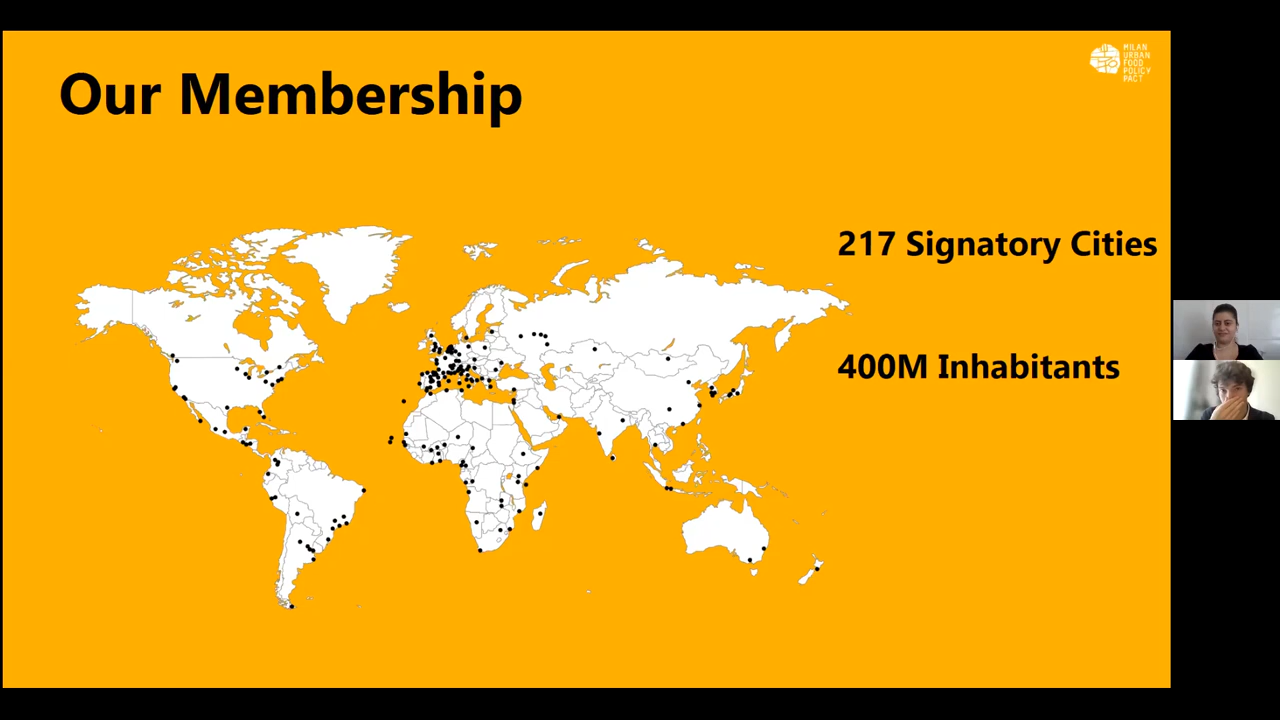 Our Membership
MILAN
URBAN
FOOD
POLICY
PACT
217 Signatory Cities
400M Inhabitants